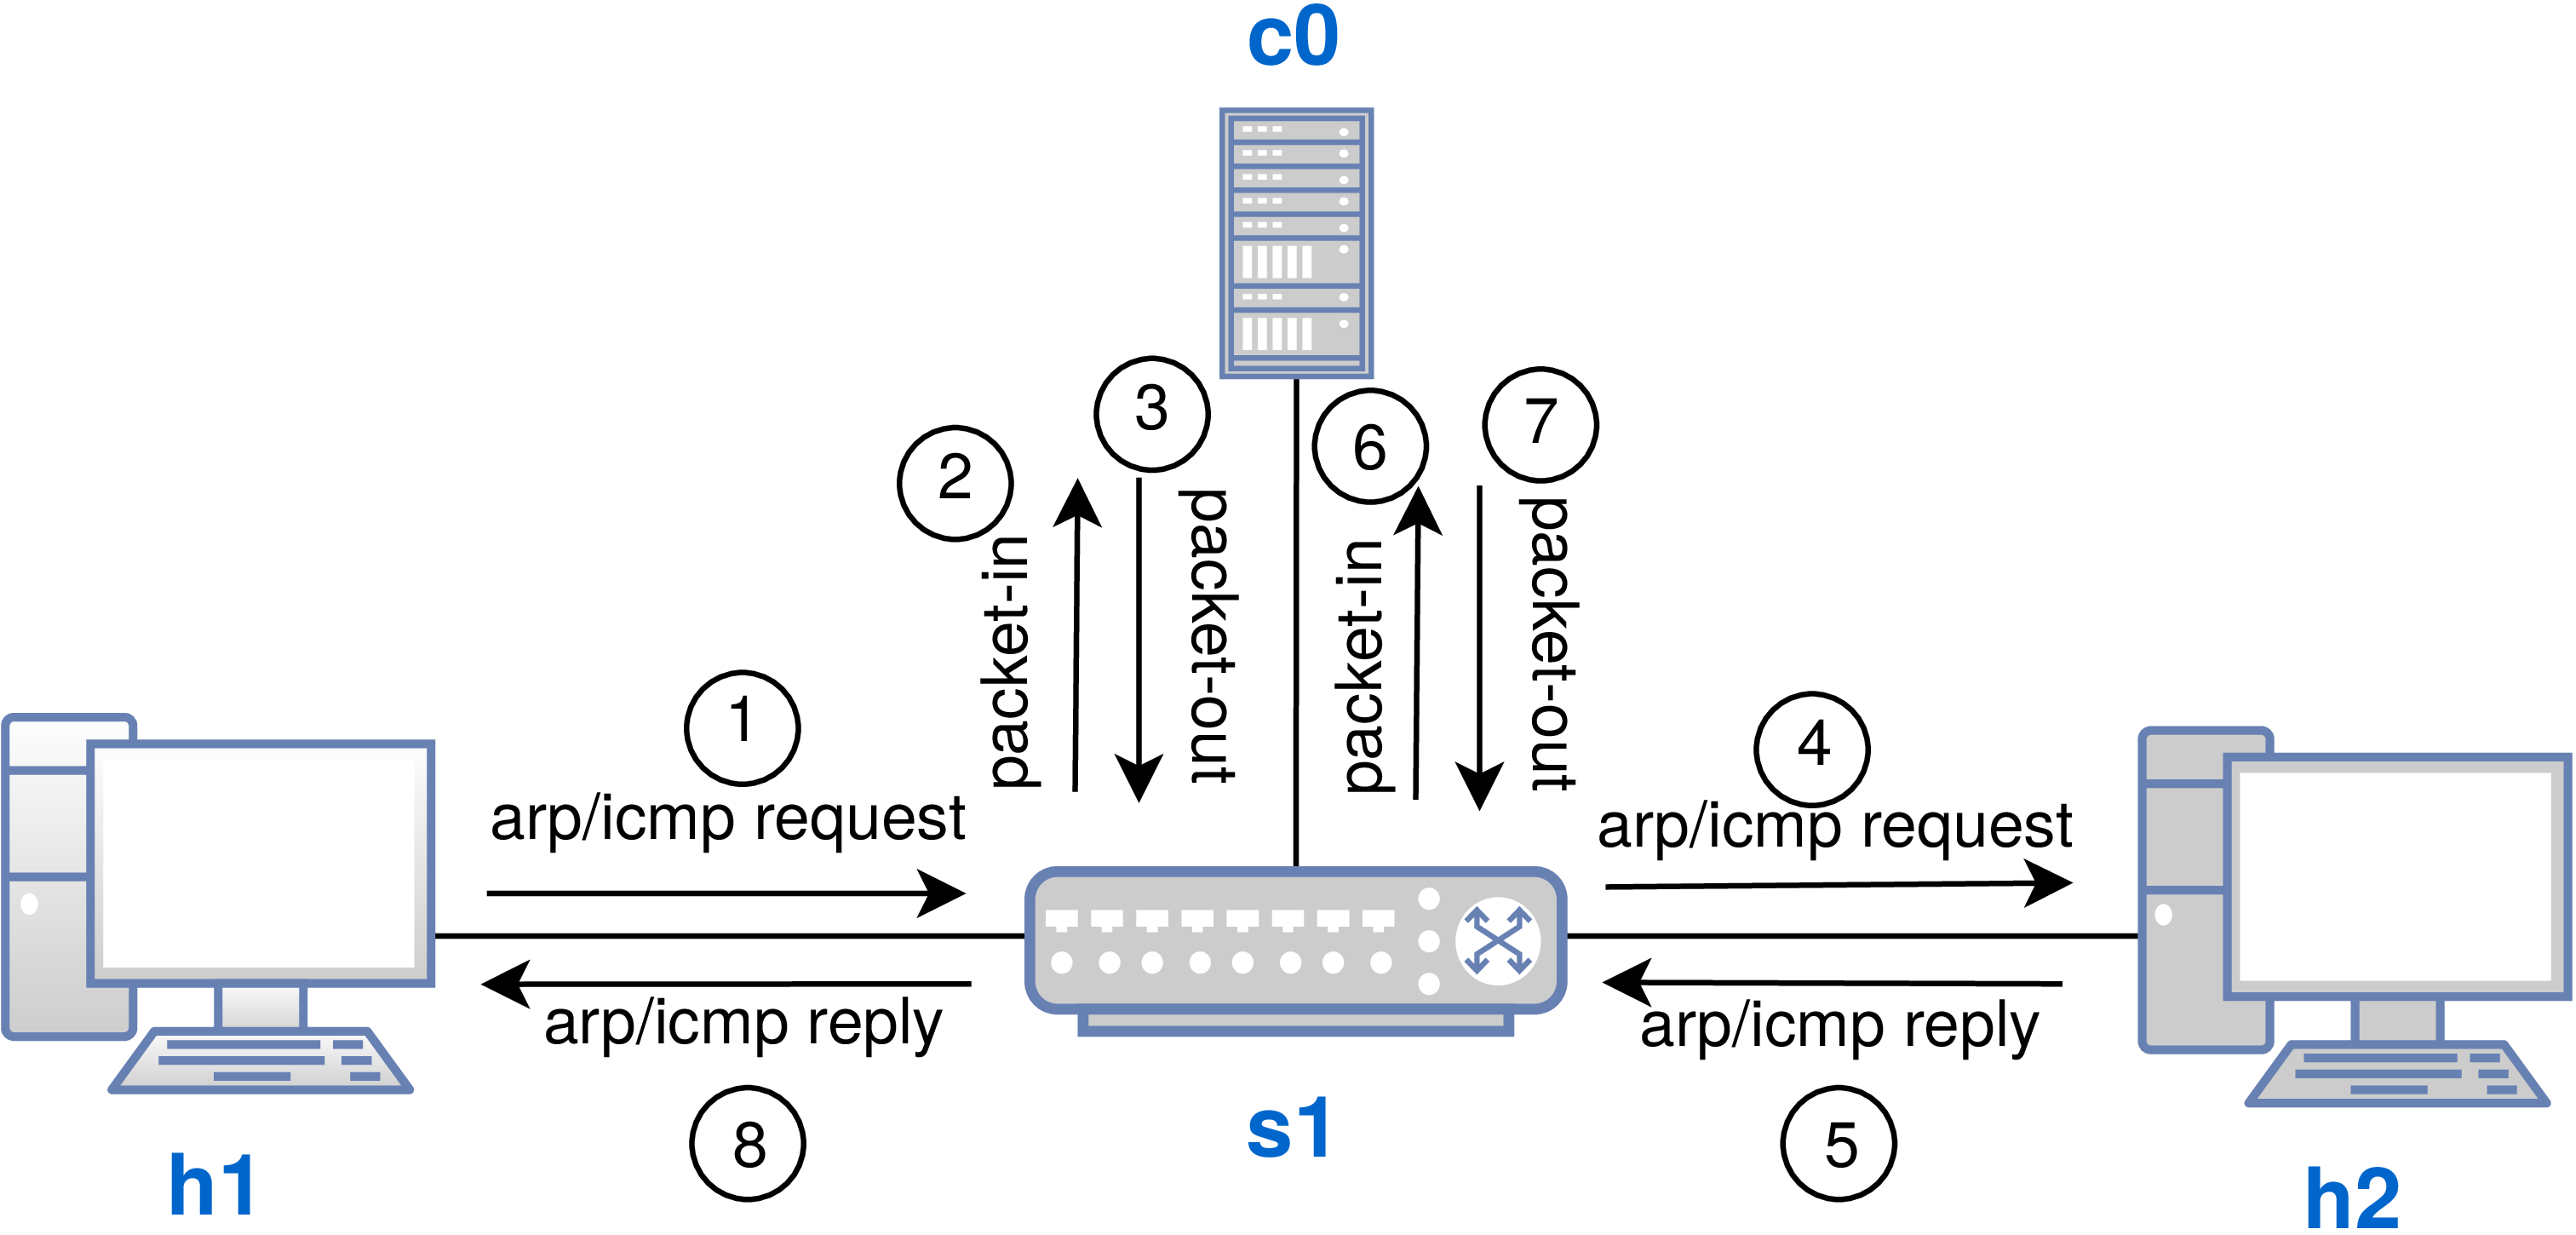 c0
3
7
6
2
packet-in
packet-out
packet-in
packet-out
1
4
arp/icmp request
arp/icmp request
arp/icmp reply
arp/icmp reply
8
s1
5
h1
h2